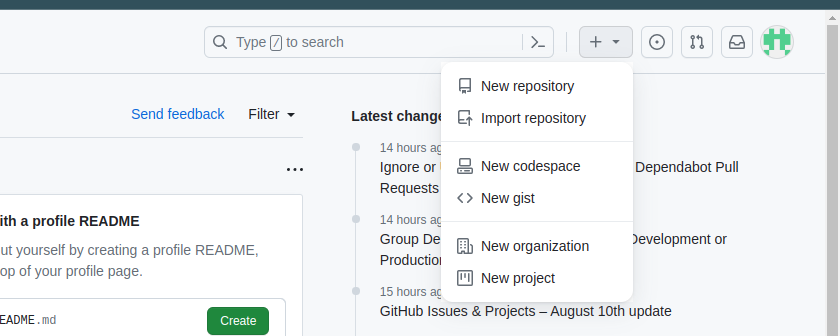 Type / to search
Send feedback
Filter
Latest change
14 hours ag
Ignore or
Dependabot Pull
Requests
14 hours ag
Group De
Development or
Production
15 hours ag
GitHub Issues & Projects – August 10th update
New repository
Import repository
New codespace
New gist
New organization
New project
ith a profile README
ut yourself by creating a profile README,
op of your profile page.
EADME.md
Create